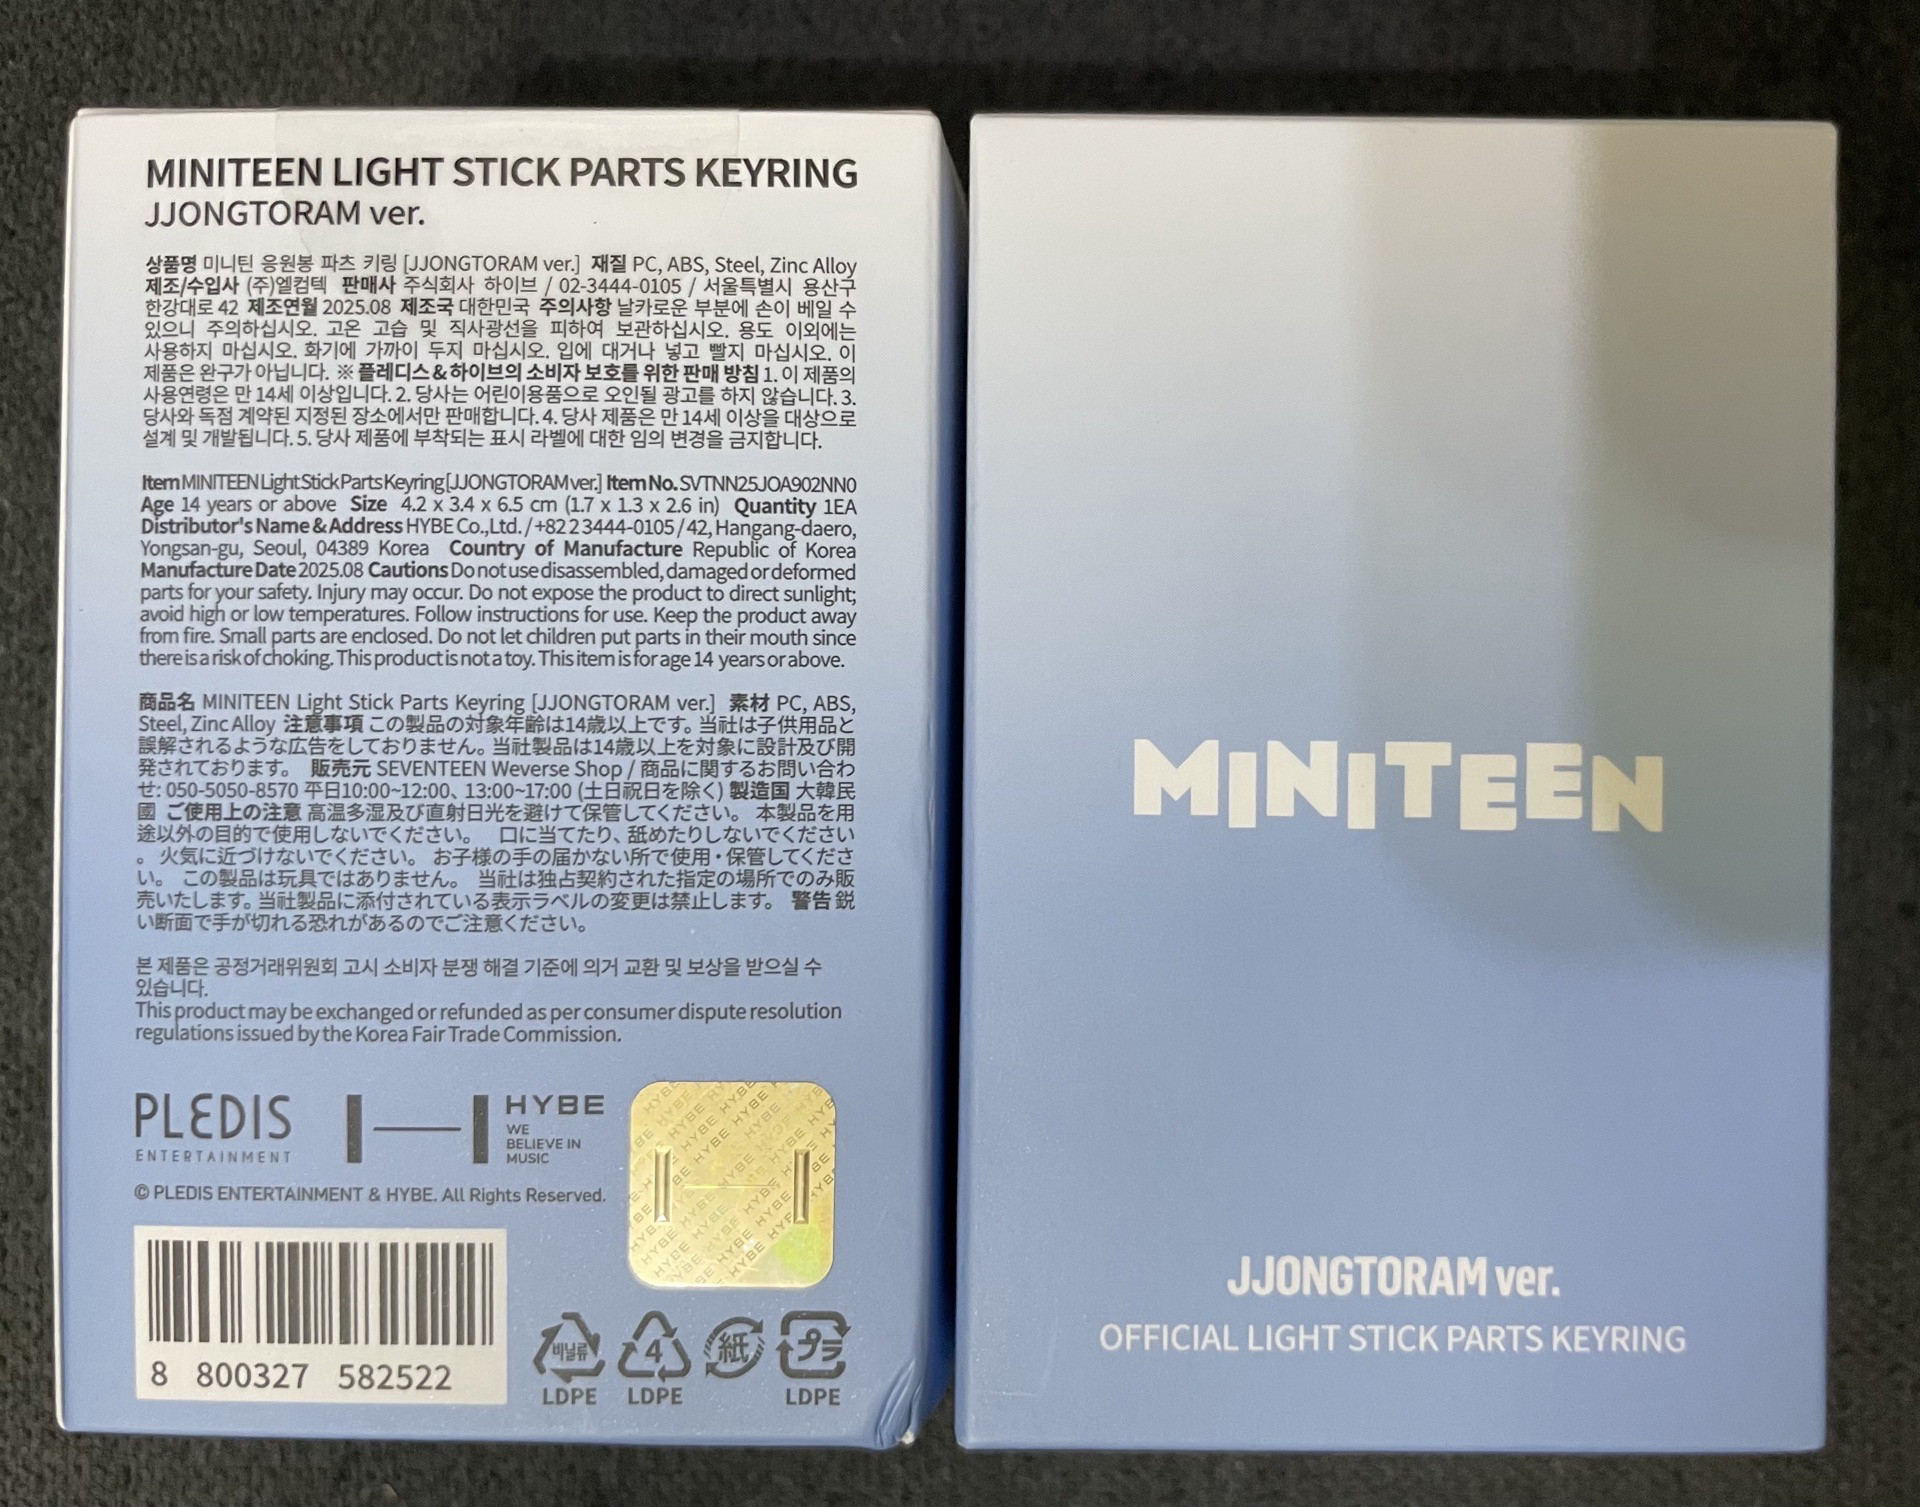 MINITEEN LIGHT STICK PARTS KEYRING
JJONGTORAM ver.
상품명 미니틴 응원봉 파츠 키링 [JJONGTORAM ver.] 재질 PC, ABS, Steel, Zinc Alloy
제조/수입사 (주)엘컴텍 판매사 주식회사 하이브 / 02-3444-0105 / 서울특별시 용산구
한강대로 42 제조연월 2025.08 제조국 대한민국 주의사항 날카로운 부분에 손이 베일 수
있으니 주의하십시오. 고온 고습 및 직사광선을 피하여 보관하십시오. 용도 이외에는
사용하지 마십시오. 화기에 가까이 두지 마십시오. 입에 대거나 넣고 빨지 마십시오. 이
제품은 완구가 아닙니다. ※ 플레디스 & 하이브의 소비자 보호를 위한 판매 방침 1. 이 제품의
사용연령은 만 14세 이상입니다. 2. 당사는 어린이용품으로 오인될 광고를 하지 않습니다. 3.
당사와 독점 계약된 지정된 장소에서만 판매합니다. 4. 당사 제품은 만 14세 이상을 대상으로
설계 및 개발됩니다. 5. 당사 제품에 부착되는 표시 라벨에 대한 임의 변경을 금지합니다.
Item MINITEEN Light Stick Parts Keyring [JJONGTORAM ver.] Item No. SVTNN25JOA902NN0
Age 14 years or above Size 4.2 x 3.4 x 6.5 cm (1.7 x 1.3 x 2.6 in) Quantity 1EA
Distributor's Name & Address HYBE Co.,Ltd. / +82 2 3444-0105 / 42, Hangang-daero,
Yongsan-gu, Seoul, 04389 Korea Country of Manufacture Republic of Korea
Manufacture Date 2025.08 Cautions Do not use disassembled, damaged or deformed
parts for your safety. Injury may occur. Do not expose the product to direct sunlight;
avoid high or low temperatures. Follow instructions for use. Keep the product away
from fire. Small parts are enclosed. Do not let children put parts in their mouth since
there is a risk of choking. This product is not a toy. This item is for age 14 years or above.
商品名 MINITEEN Light Stick Parts Keyring [JJONGTORAM ver.] 素材 PC, ABS,
Steel, Zinc Alloy 注意事項 この製品の対象年齢は14歳以上です。当社は子供用品と
誤解されるような広告をしておりません。当社製品は14歳以上を対象に設計及び開
発されております。 販売元 SEVENTEEN Weverse Shop / 商品に関するお問い合わ
せ: 050-5050-8570 平日10:00~12:00、13:00~17:00 (土日祝日を除く) 製造国 大韓民
國 ご使用上の注意 高温多湿及び直射日光を避けて保管してください。 本製品を用
途以外の目的で使用しないでください。 口に当てたり、舐めたりしないでください
。 火気に近づけないでください。 お子様の手の届かない所で使用・保管してくださ
い。 この製品は玩具ではありません。 当社は独占契約された指定の場所でのみ販
売いたします。当社製品に添付されている表示ラベルの変更は禁止します。 警告 鋭
い断面で手が切れる恐れがあるのでご注意ください。
본 제품은 공정거래위원회 고시 소비자 분쟁 해결 기준에 의거 교환 및 보상을 받으실 수
있습니다.
This product may be exchanged or refunded as per consumer dispute resolution
regulations issued by the Korea Fair Trade Commission.
PLEDIS
ENTERTAINMENT
HYBE
WE
BELIEVE IN
MUSIC
© PLEDIS ENTERTAINMENT & HYBE. All Rights Reserved.
8 800327 582522
비닐류
LDPE
4
LDPE
紙
プラ
LDPE
MINITEEN
JJONGTORAM ver.
OFFICIAL LIGHT STICK PARTS KEYRING